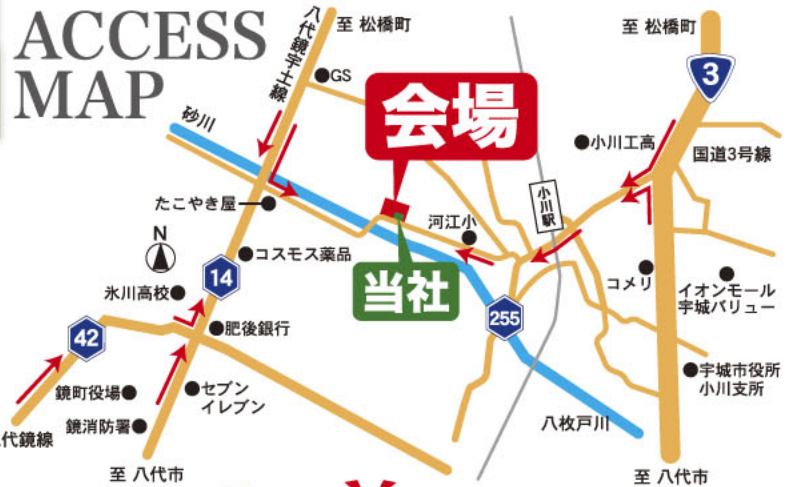 ACCESS
MAP
八代鏡宇土線
至 松橋町
GS
砂川
会場
至 松橋町
3
国道3号線
小川工高
小川駅
たこやき屋
河江小
N
コスモス薬品
当社
14
氷川高校
コメリ
イオンモール
宇城バリュー
255
42
肥後銀行
宇城市役所
小川支所
鏡町役場
セブン
イレブン
代鏡線
鏡消防署
八枚戸川
至 八代市
至 八代市